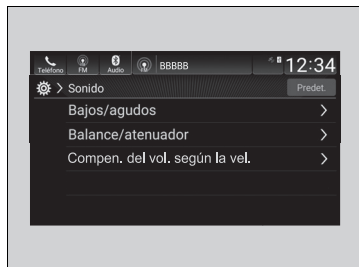 Teléfono FM Audio BBBBB 12:34
Sonido Predet.
Bajos/agudos
Balance/atenuador
Compen. del vol. según la vel.